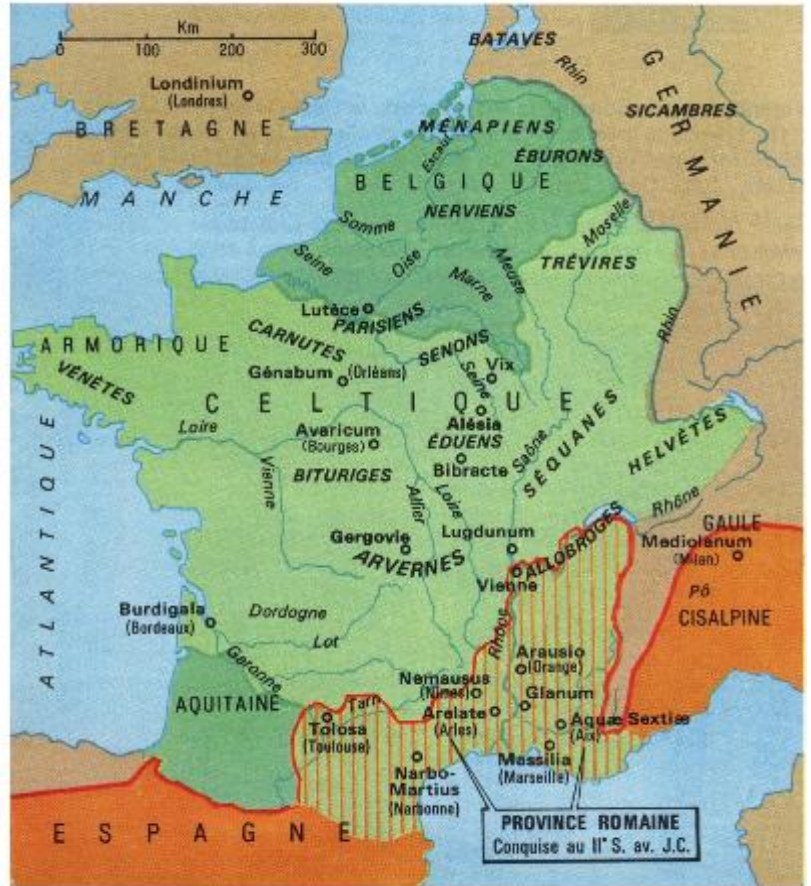 Km
0 100 200 300
BATAVES
Rhin
GERMANIE
Londinium
(Londres)
SICAMBRES
BRETAGNE
MÉNAPIENS
Escaut
ÉBURONS
BELGIQUE
MANCHE
NERVIENS
Somme
Moselle
Seine
Oise
Meuse
TRÉVIRES
Marne
Lutèce
PARISIENS
Rhin
CARNUTES
SENONS
ARMORIQUE
Vix
VÉNÈTES
Génabum (Orléans)
Seine
CELTIQUE
Alésia
Loire
Avaricum
(Bourges)
ÉDUENS
Saône
SÉQUANES
HELVÈTES
Bibracte
Vienne
BITURIGES
Allier
Loire
Rhône
ATLANTIQUE
Gergovie
Lugdunum
ALLOBROGES
GAULE
Mediolanum
(Milan)
ARVERNES
Vienne
Pô
CISALPINE
Burdigala
(Bordeaux)
Dordogne
Lot
Rhône
Arausio
(Orange)
Garonne
Nemausus
(Nîmes)
Glanum
AQUITAINE
Tarn
Arelate
(Arles)
Aquæ Sextiæ
(Aix)
Tolosa
(Toulouse)
Massilia
(Marseille)
Narbo-
Martius
(Narbonne)
ESPAGNE
PROVINCE ROMAINE
Conquise au IIe S. av. J.C.